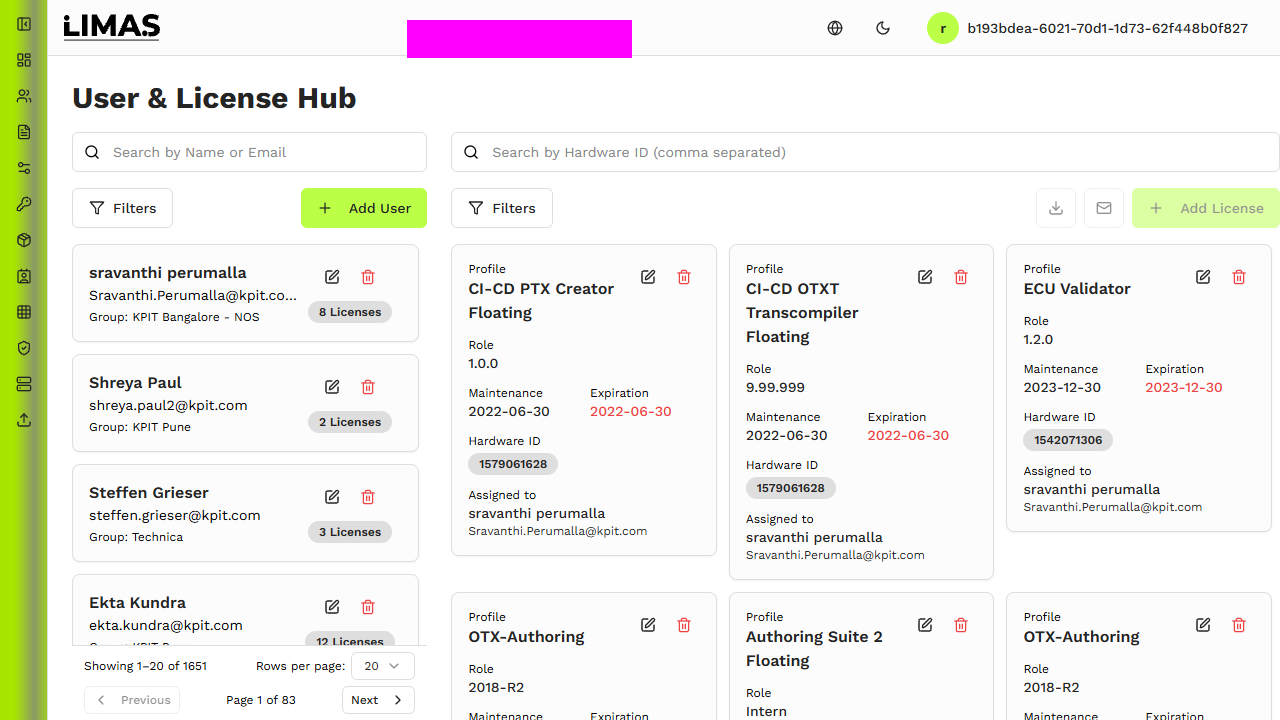 LIMAS
r
b193bdea-6021-70d1-1d73-62f448b0f827
User & License Hub
Search by Name or Email
Search by Hardware ID (comma separated)
Filters
Add User
Filters
Add License
sravanthi perumalla
Sravanthi.Perumalla@kpit.co...
Group: KPIT Bangalore - NOS
8 Licenses
Shreya Paul
shreya.paul2@kpit.com
Group: KPIT Pune
2 Licenses
Steffen Grieser
steffen.grieser@kpit.com
Group: Technica
3 Licenses
Ekta Kundra
ekta.kundra@kpit.com
12 Licenses
Showing 1–20 of 1651
Rows per page:
20
Previous
Page 1 of 83
Next
Profile
CI-CD PTX Creator
Floating
Role
1.0.0
Maintenance
Expiration
2022-06-30
2022-06-30
Hardware ID
1579061628
Assigned to
sravanthi perumalla
Sravanthi.Perumalla@kpit.com
Profile
CI-CD OTXT
Transcompiler
Floating
Role
9.99.999
Maintenance
Expiration
2022-06-30
2022-06-30
Hardware ID
1579061628
Assigned to
sravanthi perumalla
Sravanthi.Perumalla@kpit.com
Profile
ECU Validator
Role
1.2.0
Maintenance
Expiration
2023-12-30
2023-12-30
Hardware ID
1542071306
Assigned to
sravanthi perumalla
Sravanthi.Perumalla@kpit.com
Profile
OTX-Authoring
Role
2018-R2
Maintenance
Expiration
Profile
Authoring Suite 2
Floating
Role
Intern
Profile
OTX-Authoring
Role
2018-R2
Maintenance
Expiration